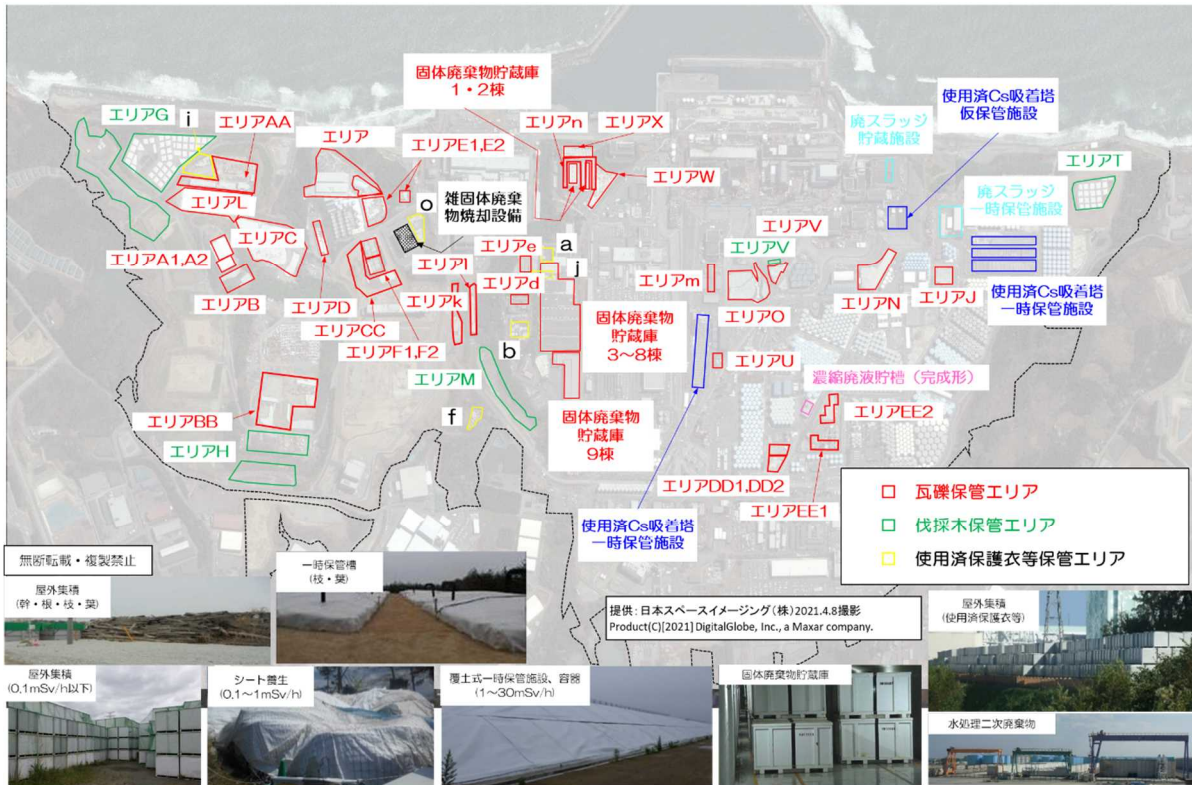 固体廃棄物貯蔵庫
1・2棟
エリアn
エリアX
エリアW
エリアG
i
エリアAA
エリア
エリアE1,E2
エリアL
o
雑固体廃棄
物焼却設備
エリアC
エリアA1,A2
エリアB
エリアD
エリアCC
エリアF1,F2
エリアk
エリアl
エリアe
エリアd
a
j
b
エリアM
f
エリアBB
エリアH
固体廃棄物
貯蔵庫
3〜8棟
固体廃棄物
貯蔵庫
9棟
エリアm
エリアV
エリアV
エリアO
エリアU
廃スラッジ
貯蔵施設
使用済Cs吸着塔
仮保管施設
廃スラッジ
一時保管施設
エリアT
エリアN
エリアJ
使用済Cs吸着塔
一時保管施設
濃縮廃液貯槽（完成形）
エリアEE2
エリアDD1,DD2
エリアEE1
使用済Cs吸着塔
一時保管施設
瓦礫保管エリア
伐採木保管エリア
使用済保護衣等保管エリア
無断転載・複製禁止
屋外集積
(幹・根・枝・葉)
一時保管槽
(枝・葉)
提供：日本スペースイメージング(株)2021.4.8撮影
Product(C)[2021] DigitalGlobe, Inc., a Maxar company.
屋外集積
(使用済保護衣等)
屋外集積
(0.1mSv/h以下)
シート養生
(0.1〜1mSv/h)
覆土式一時保管施設、容器
(1〜30mSv/h)
固体廃棄物貯蔵庫
水処理二次廃棄物